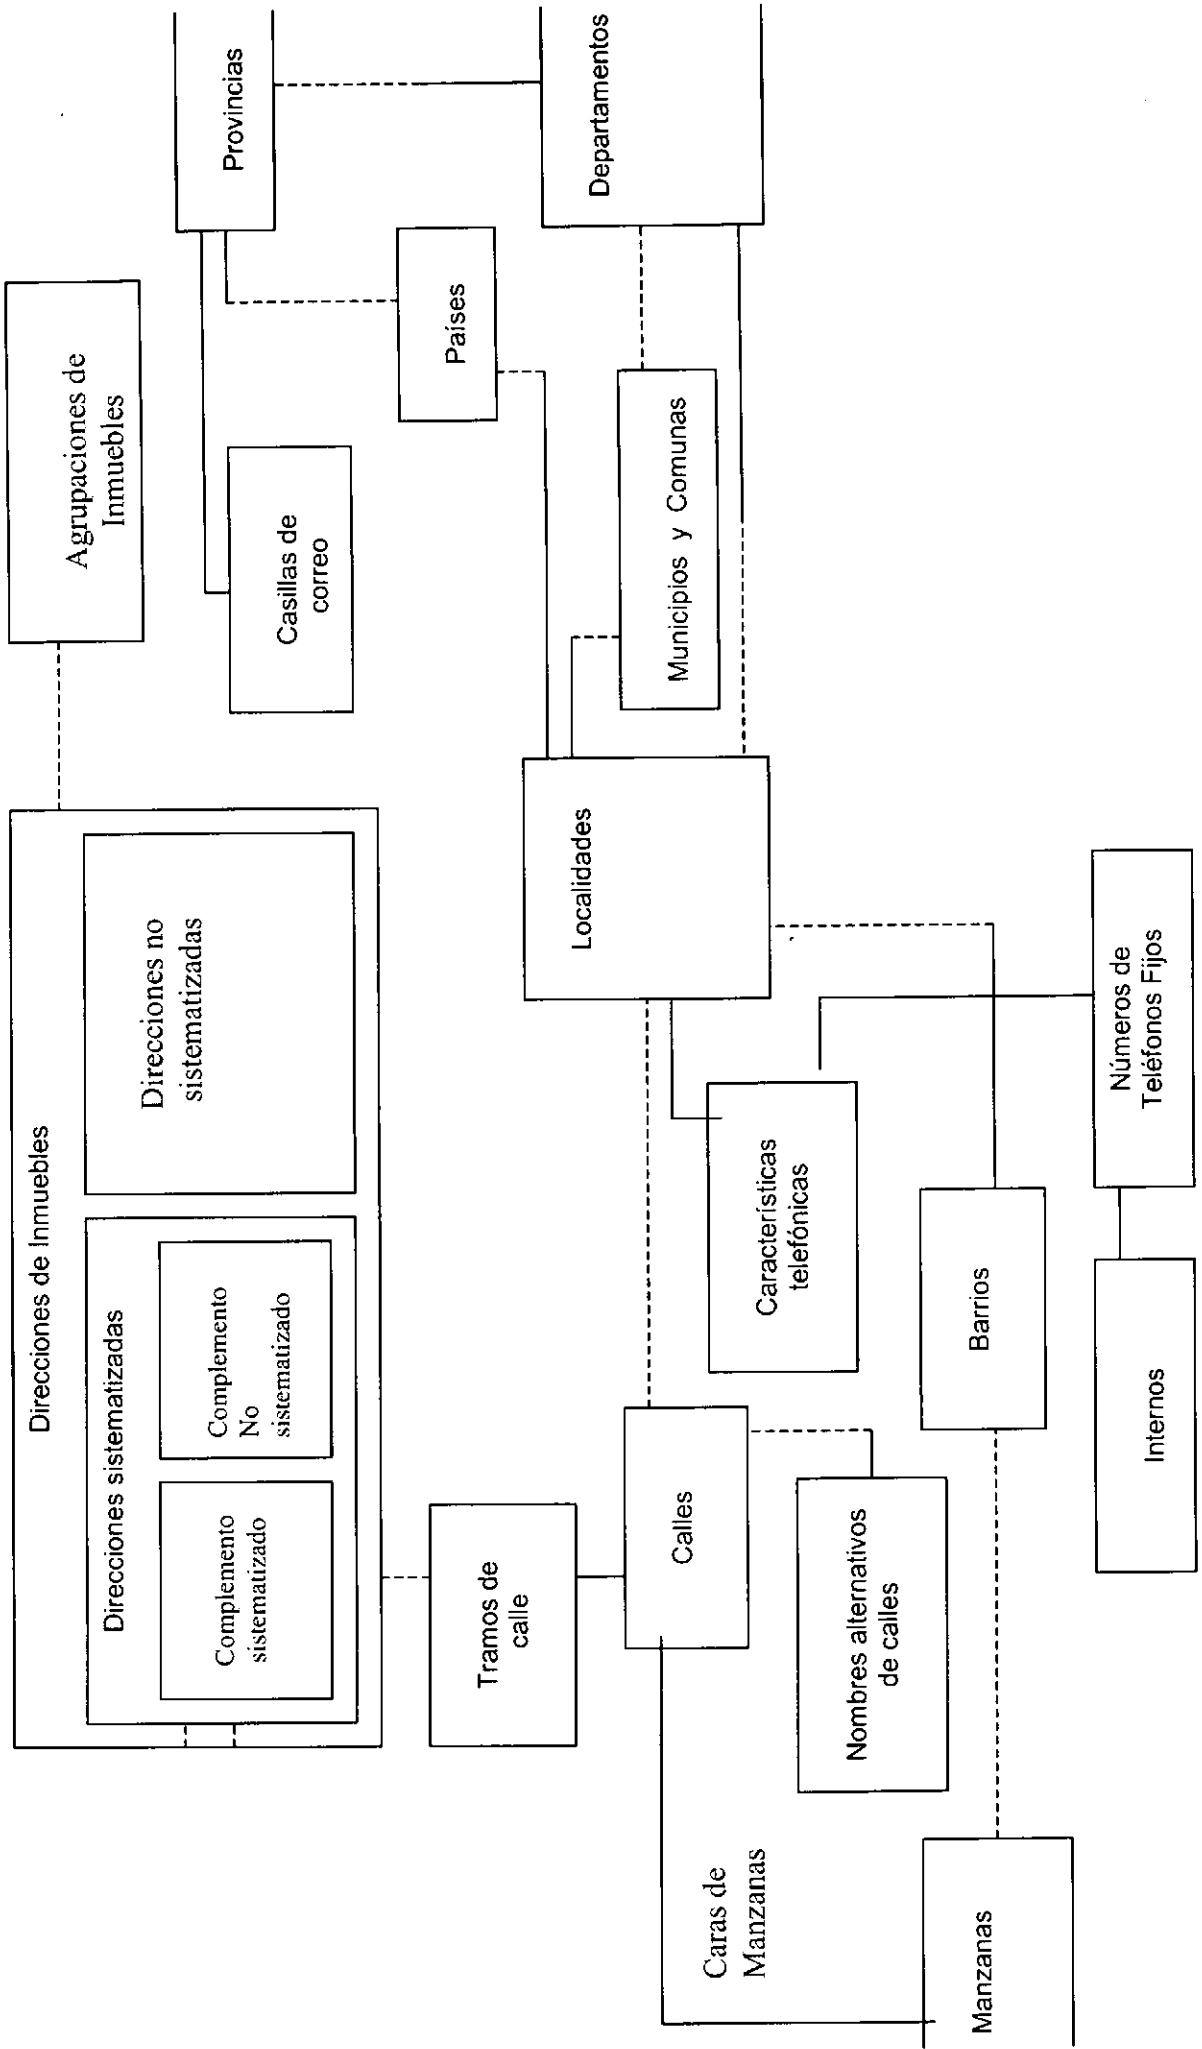 Direcciones de Inmuebles
Direcciones sistematizadas
Complemento
sistematizado
Complemento
No
sistematizado
Direcciones no
sistematizadas
Agrupaciones de
Inmuebles
Casillas de
correo
Provincias
Países
Tramos de
calle
Calles
Localidades
Municipios y Comunas
Departamentos
Caras de
Manzanas
Nombres alternativos
de calles
Características
telefónicas
Manzanas
Barrios
Internos
Números de
Teléfonos Fijos